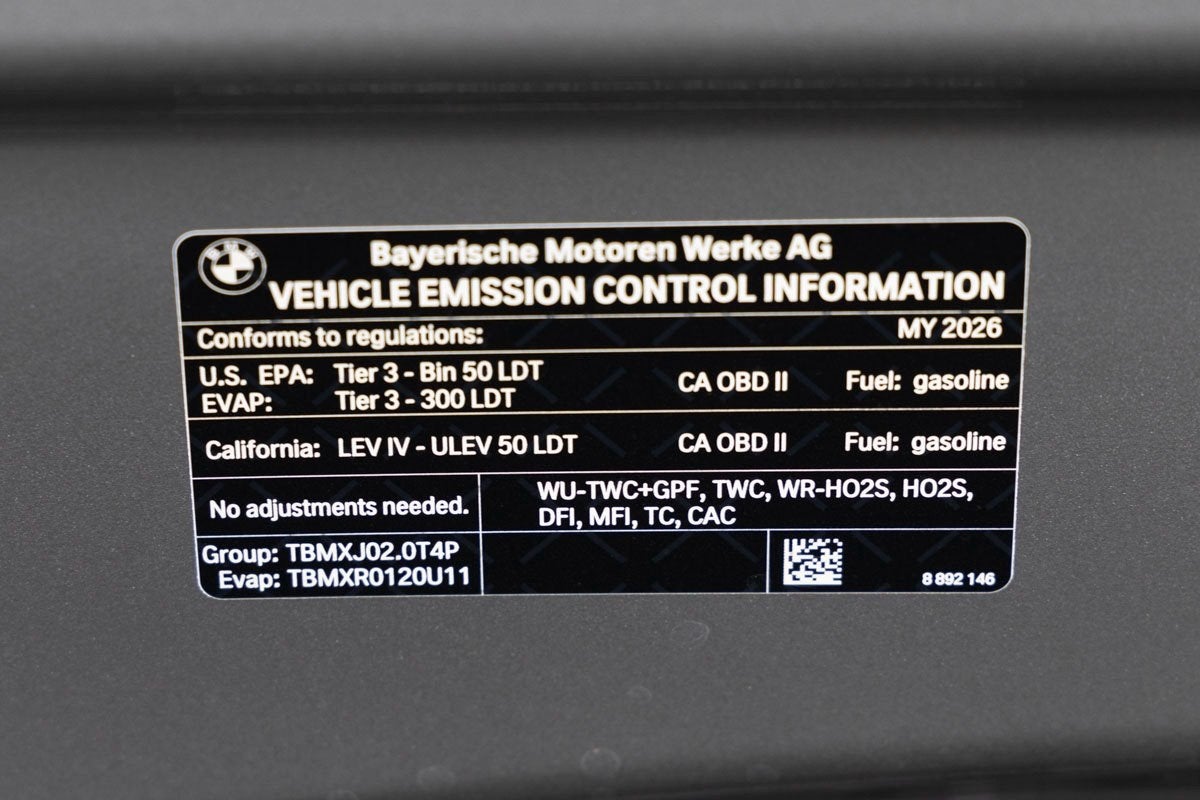 BMW
Bayerische Motoren Werke AG
VEHICLE EMISSION CONTROL INFORMATION
Conforms to regulations: MY 2026
U.S. EPA: Tier 3 - Bin 50 LDT CA OBD II Fuel: gasoline
EVAP: Tier 3 - 300 LDT
California: LEV IV - ULEV 50 LDT CA OBD II Fuel: gasoline
No adjustments needed.
WU-TWC+GPF, TWC, WR-HO2S, HO2S,
DFI, MFI, TC, CAC
Group: TBMXJ02.0T4P
Evap: TBMXR0120U11
8 892 146